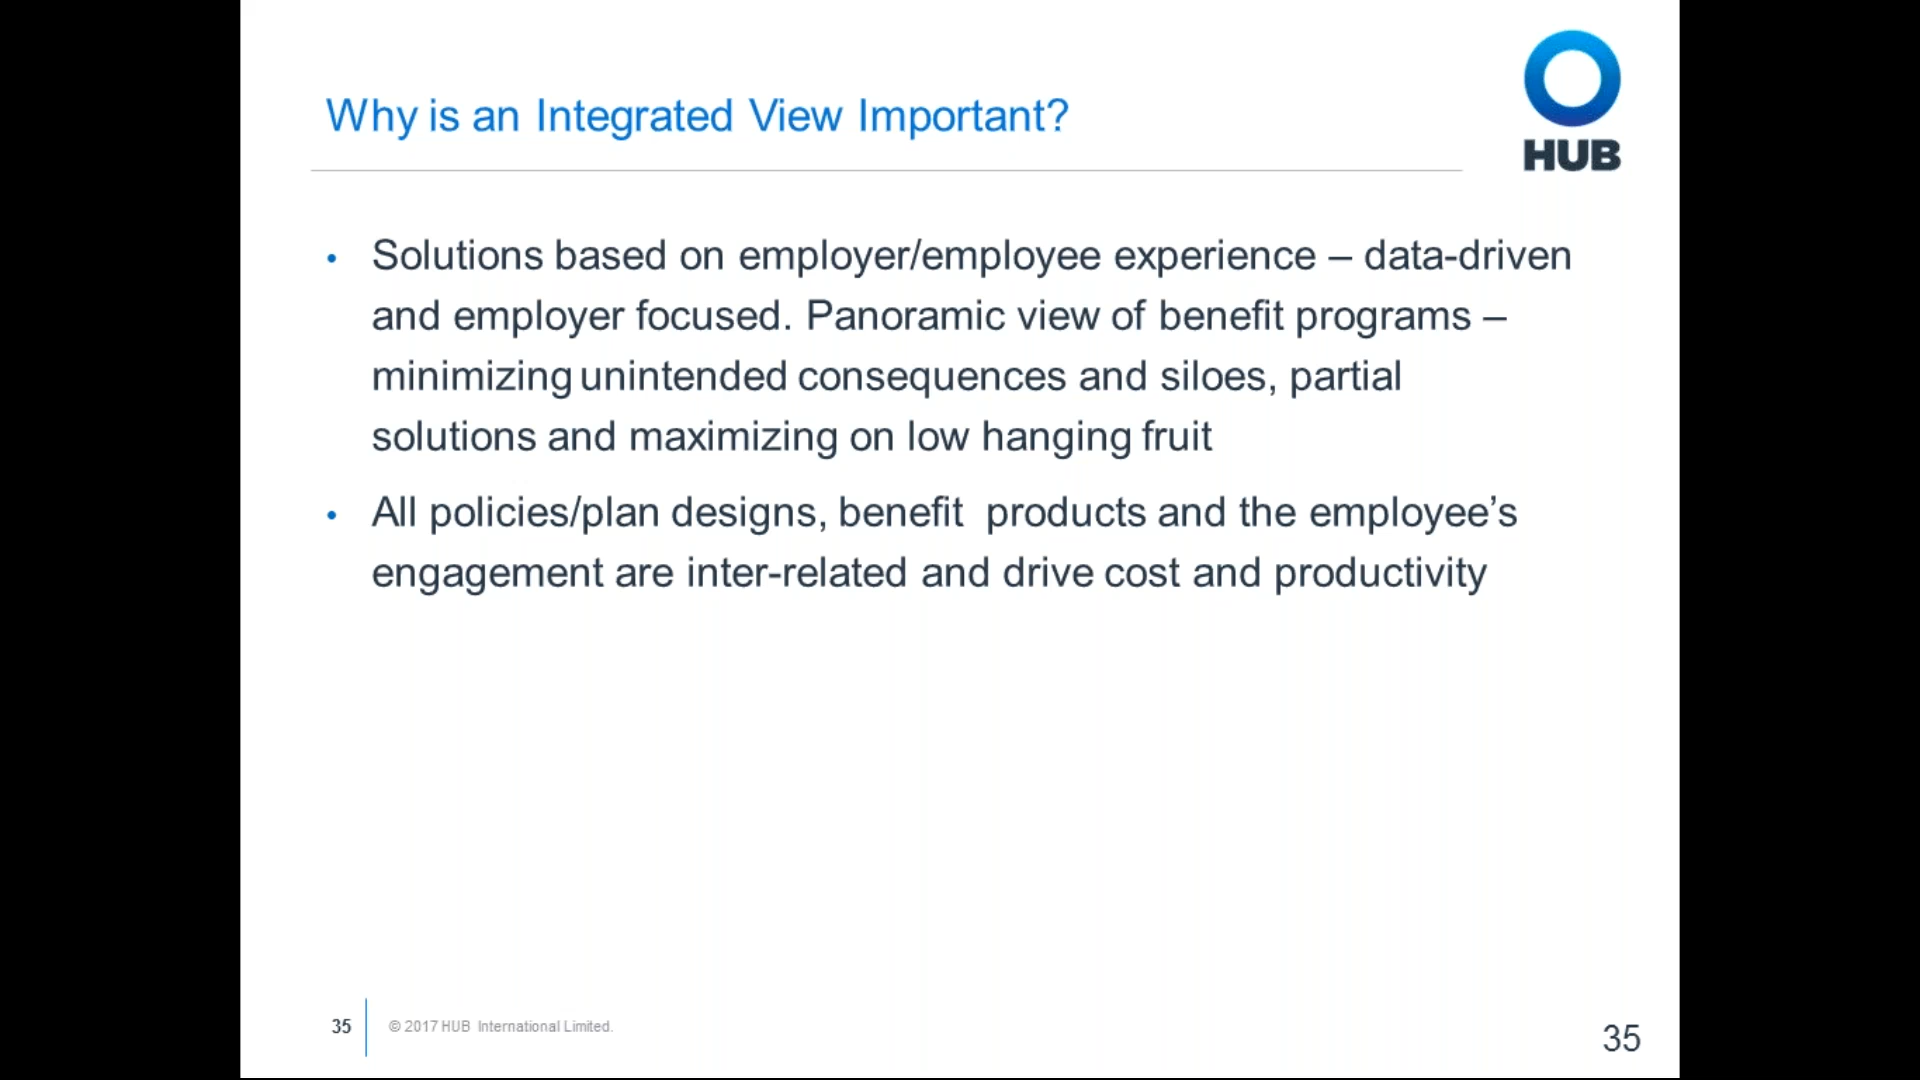 Why is an Integrated View Important?
HUB
• Solutions based on employer/employee experience – data-driven
and employer focused. Panoramic view of benefit programs –
minimizing unintended consequences and siloes, partial
solutions and maximizing on low hanging fruit
• All policies/plan designs, benefit  products and the employee’s
engagement are inter-related and drive cost and productivity
35
© 2017 HUB International Limited.
35